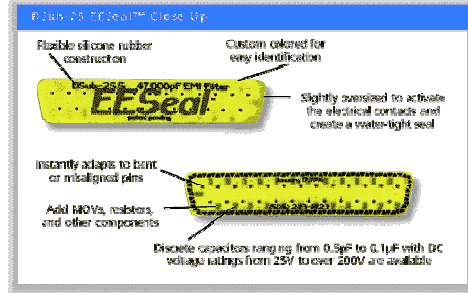 DSub-25 EESeal™ Close Up
Flexible silicone rubber
construction
Custom colored for
easy identification
DSub-25 47,000pF EMI Filter
EESeal
patent pending
Slightly oversized to activate
the electrical contacts and
create a water-tight seal
Instantly adapts to bent
or misaligned pins
Add MOVs, resistors,
and other components
Discrete capacitors ranging from 0.5pF to 0.1µF with DC
voltage ratings from 25V to over 200V are available